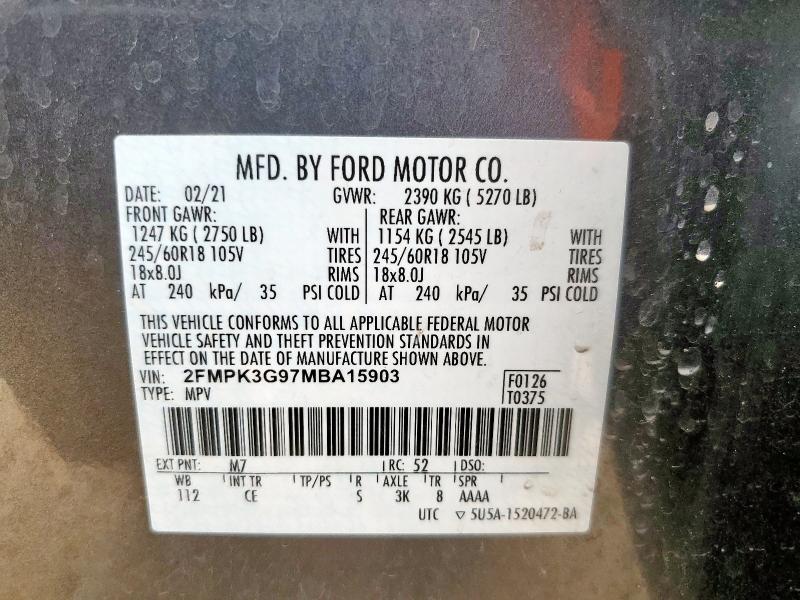 MFD. BY FORD MOTOR CO.
DATE: 02/21 GVWR: 2390 KG ( 5270 LB)
FRONT GAWR: REAR GAWR:
1247 KG ( 2750 LB) WITH 1154 KG ( 2545 LB) WITH
245/60R18 105V TIRES 245/60R18 105V TIRES
18x8.0J RIMS 18x8.0J RIMS
AT 240 kPa/ 35 PSI COLD AT 240 kPa/ 35 PSI COLD
THIS VEHICLE CONFORMS TO ALL APPLICABLE FEDERAL MOTOR
VEHICLE SAFETY AND THEFT PREVENTION STANDARDS IN
EFFECT ON THE DATE OF MANUFACTURE SHOWN ABOVE.
VIN: 2FMPK3G97MBA15903 F0126
TYPE: MPV T0375
EXT PNT: M7 RC: 52 DSO:
WB INT TR TP/PS R AXLE TR SPR
112 CE S 3K 8 AAAA
UTC ▽ 5U5A-1520472-BA